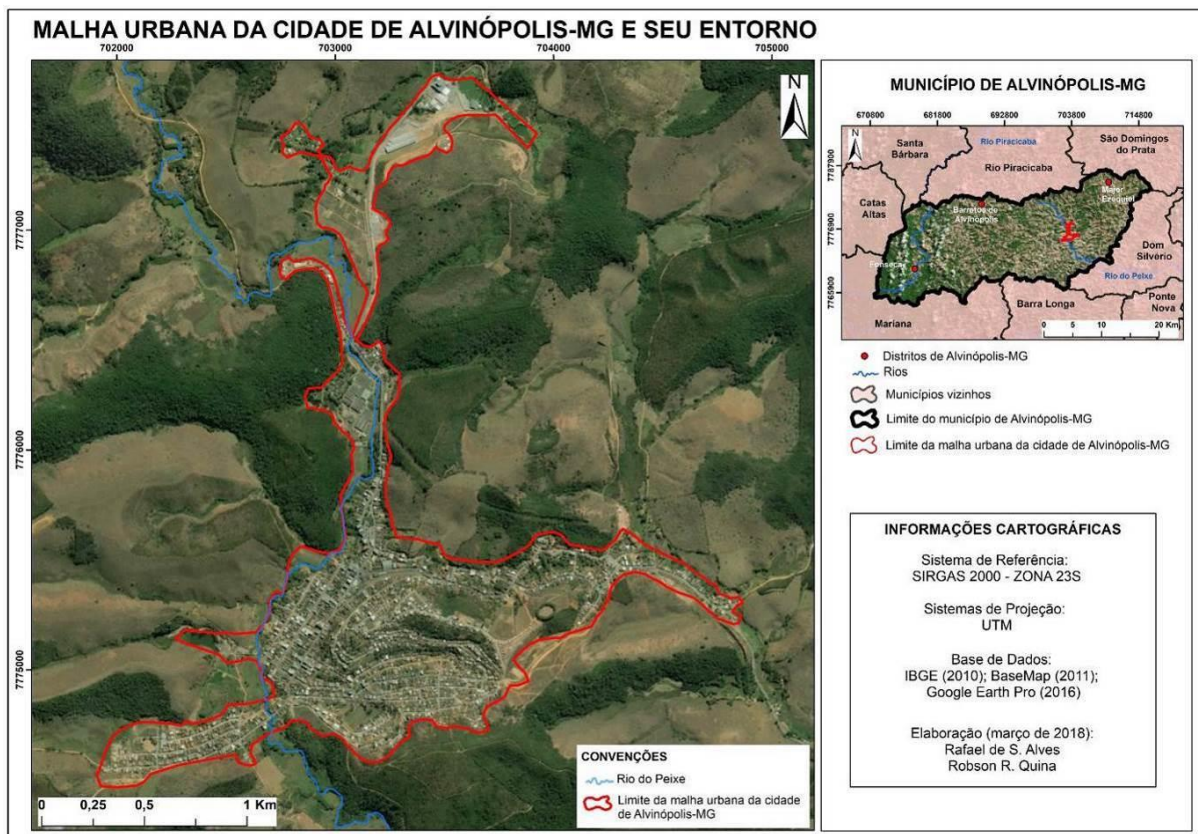 MALHA URBANA DA CIDADE DE ALVINÓPOLIS-MG E SEU ENTORNO
702000 703000 704000 705000
7777000
7776000
7775000
N
CONVENÇÕES
Rio do Peixe
Limite da malha urbana da cidade
de Alvinópolis-MG
0 0,25 0,5 1 Km
MUNICÍPIO DE ALVINÓPOLIS-MG
670800 681800 692800 703800 714800
7787900
7776900
7765900
N
Santa
Bárbara
Rio Piracicaba
São Domingos
do Prata
Rio Piracicaba
Catas
Altas
Major
Ezequiel
Barretos de
Alvinópolis
Fonseca
Dom
Silvério
Rio do Peixe
Barra Longa
Ponte
Nova
Mariana
0 5 10 20 Km
Distritos de Alvinópolis-MG
Rios
Municípios vizinhos
Limite do município de Alvinópolis-MG
Limite da malha urbana da cidade de Alvinópolis-MG
INFORMAÇÕES CARTOGRÁFICAS
Sistema de Referência:
SIRGAS 2000 - ZONA 23S
Sistemas de Projeção:
UTM
Base de Dados:
IBGE (2010); BaseMap (2011);
Google Earth Pro (2016)
Elaboração (março de 2018):
Rafael de S. Alves
Robson R. Quina